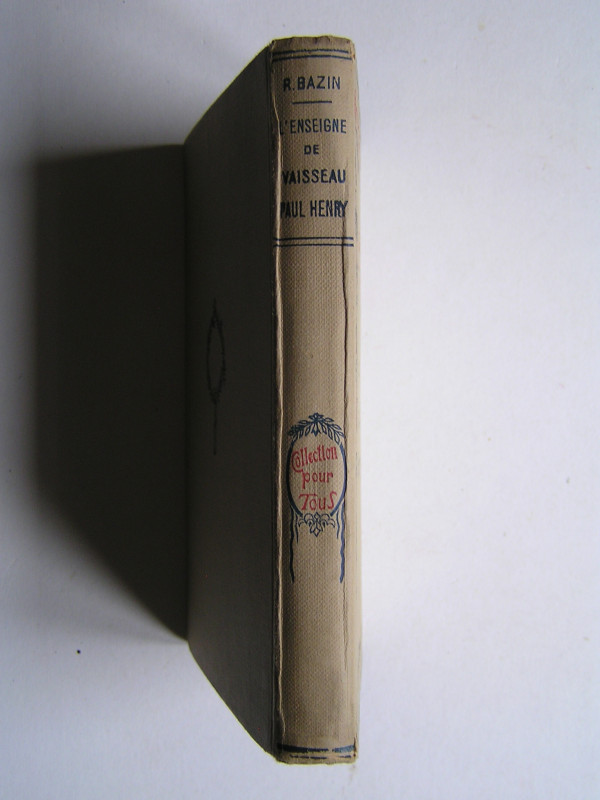 R. BAZIN
L'ENSEIGNE
DE
VAISSEAU
PAUL HENRY
Collection
pour
Tous